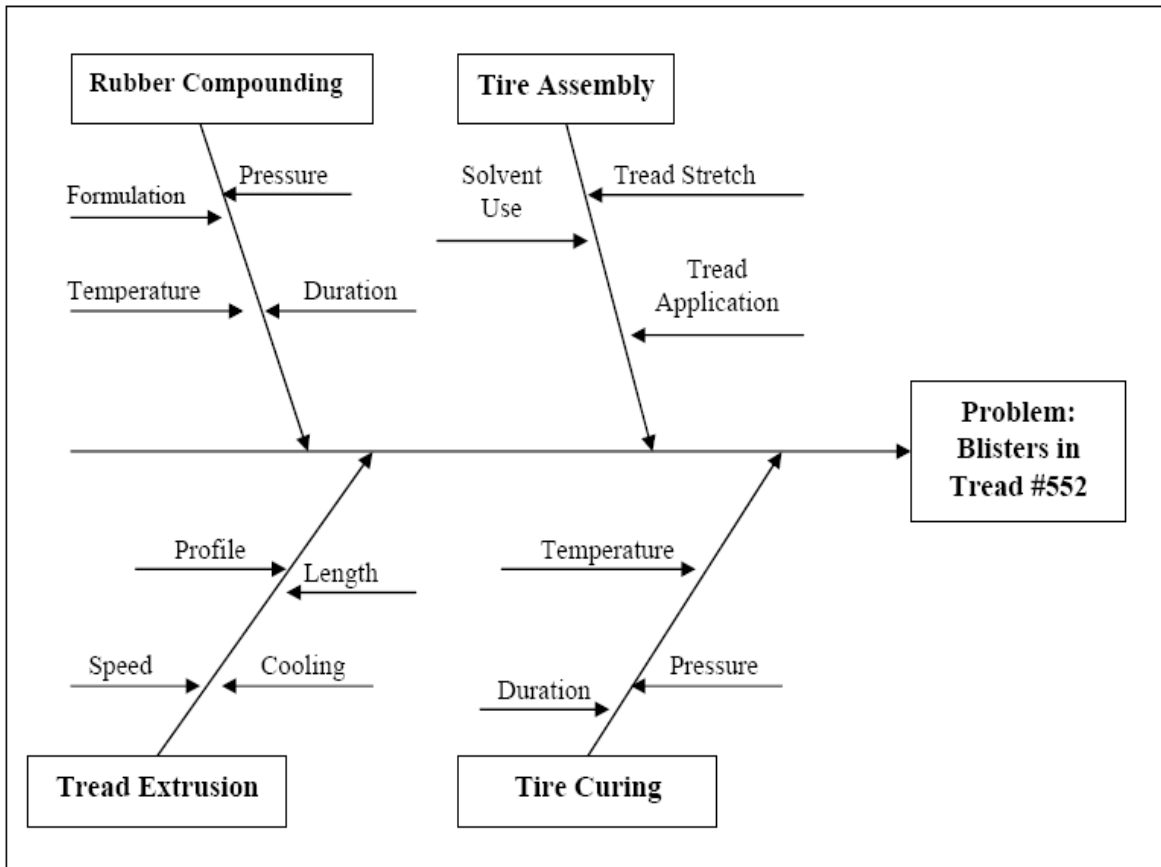 Rubber Compounding
Pressure
Formulation
Temperature
Duration
Tire Assembly
Solvent
Use
Tread Stretch
Tread
Application
Problem:
Blisters in
Tread #552
Profile
Length
Speed
Cooling
Tread Extrusion
Temperature
Pressure
Duration
Tire Curing